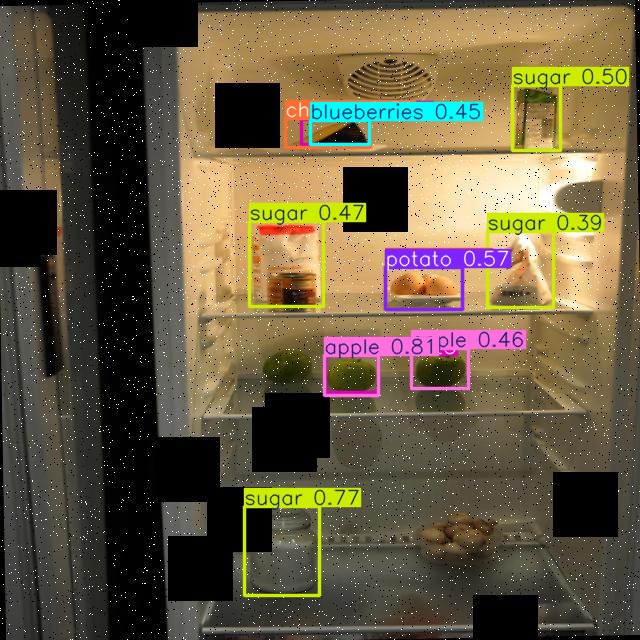 sugar 0.50
ch
blueberries 0.45
sugar 0.47
sugar 0.39
potato 0.57
apple 0.81
ple 0.46
sugar 0.77